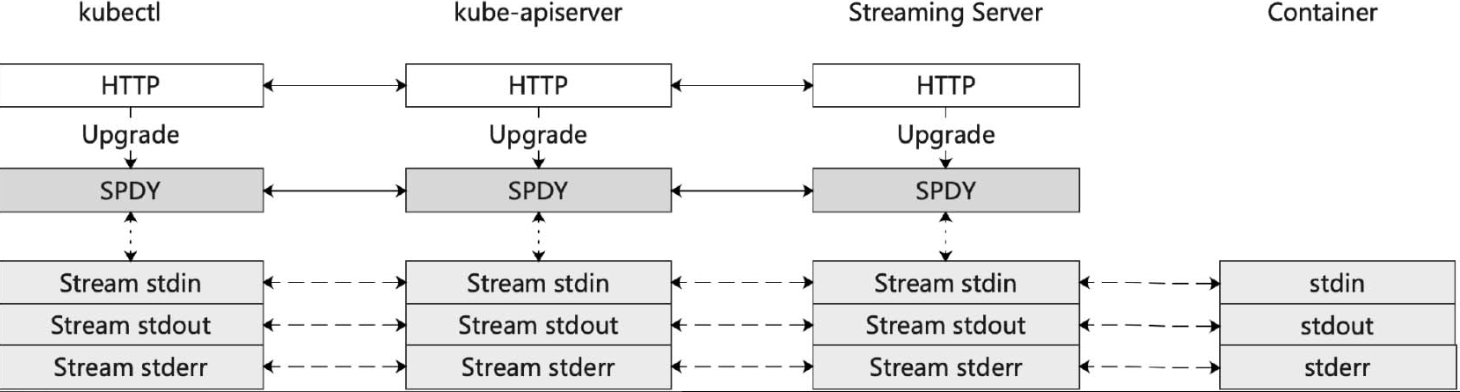 kubectl kube-apiserver Streaming Server Container
HTTP HTTP HTTP
Upgrade Upgrade Upgrade
SPDY SPDY SPDY
Stream stdin Stream stdin Stream stdin stdin
Stream stdout Stream stdout Stream stdout stdout
Stream stderr Stream stderr Stream stderr stderr